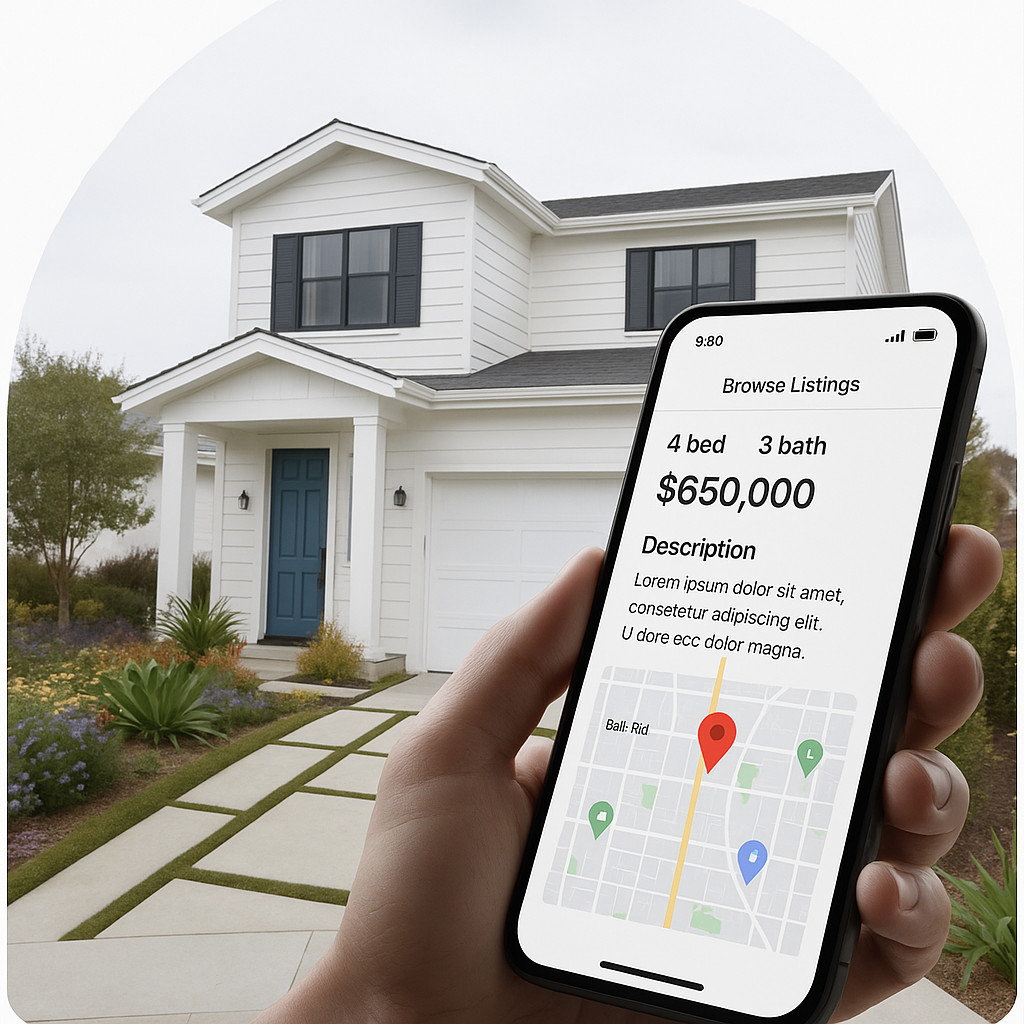 9:80
Browse Listings
4 bed 3 bath
$650,000
Description
Lorem ipsum dolor sit amet,
consetetur adipiscing elit.
U dore ecc dolor magna.
Ball: Rid
L